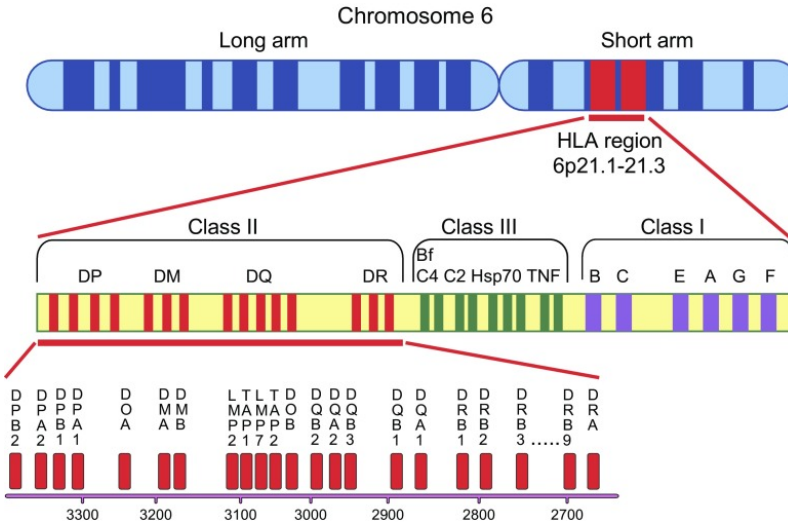 Chromosome 6
Long arm
Short arm
HLA region
6p21.1-21.3
Class II
Class III
Class I
Bf
DP DM DQ DR C4 C2 Hsp70 TNF B C E A G F
DPB2 DPA2 DPB1 DPA1 DOA DMA DMB LMP2 TAP1 LMP7 TAP2 DOB DQB2 DQA2 DQB3 DQB1 DQA1 DRB1 DRB2 DRB3 ..... DRB9 DRA
3300 3200 3100 3000 2900 2800 2700